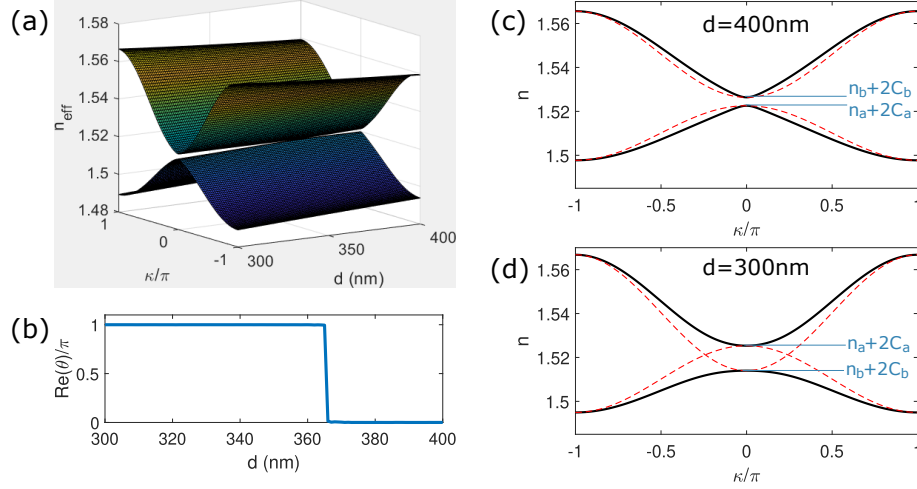 (a)
1.58
1.56
1.54
1.52
1.5
1.48
n_eff
1
0
-1
κ/π
300
350
400
d (nm)
(b)
1
0.5
0
Re(θ)/π
300
320
340
360
380
400
d (nm)
(c)
d=400nm
1.56
1.54
1.52
1.5
n
n_b+2C_b
n_a+2C_a
-1
-0.5
0
0.5
1
κ/π
(d)
d=300nm
1.56
1.54
1.52
1.5
n
n_a+2C_a
n_b+2C_b
-1
-0.5
0
0.5
1
κ/π